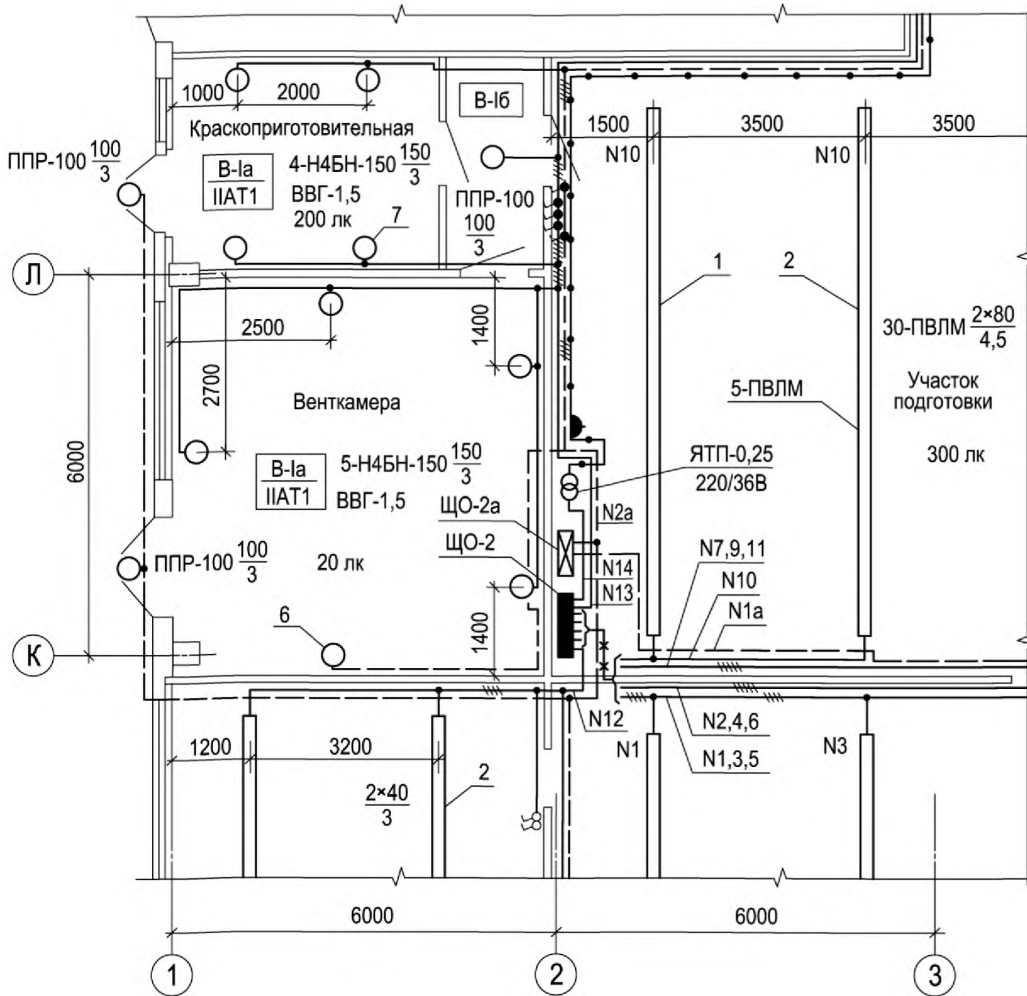 1000
2000
В-Iб
1500
3500
3500
Краскоприготовительная
N10
N10
ППР-100 100/3
В-Iа
IIАТ1
4-Н4БН-150 150/3
ВВГ-1,5
200 лк
7
ППР-100
100/3
Л
1
2
2500
1400
30-ПВЛМ 2×80/4,5
2700
Венткамера
5-ПВЛМ
Участок
подготовки
6000
300 лк
В-Iа
IIАТ1
5-Н4БН-150 150/3
ВВГ-1,5
ЯТП-0,25
220/36В
ЩО-2а
N2а
ЩО-2
ППР-100 100/3
20 лк
N14
N13
N7,9,11
N10
N1а
6
1400
К
N12
N2,4,6
N1
N3
N1,3,5
1200
3200
2×40/3
2
6000
6000
1
2
3